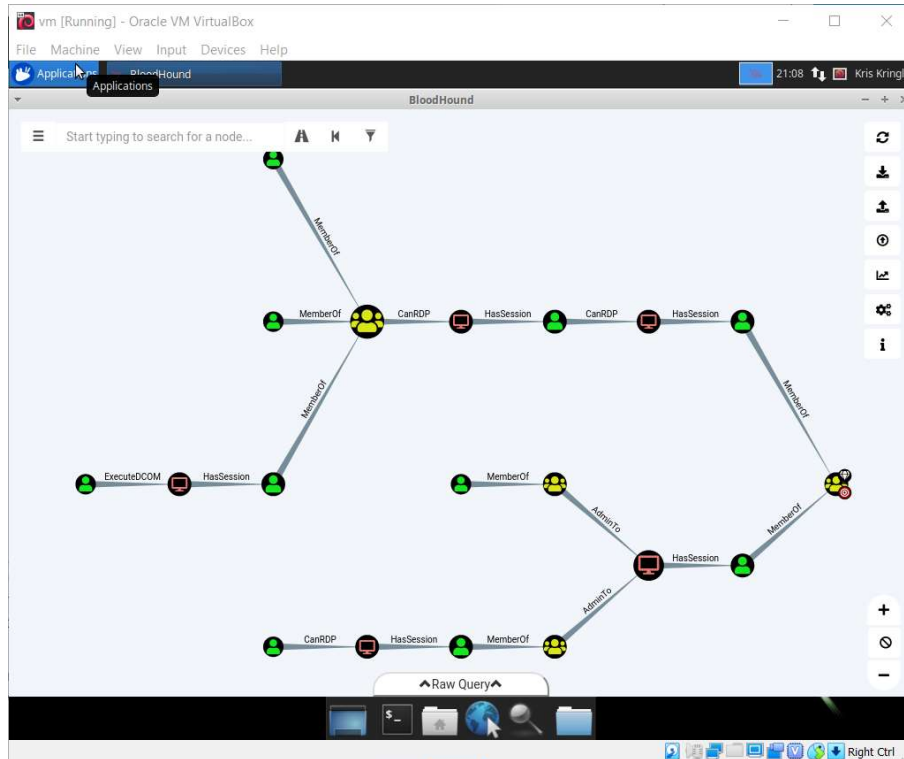 vm [Running] - Oracle VM VirtualBox
File Machine View Input Devices Help
Applications BloodHound 21:08 Kris Kringl
Applications
BloodHound
Start typing to search for a node...
MemberOf
MemberOf CanRDP HasSession CanRDP HasSession
MemberOf MemberOf
ExecuteDCOM HasSession MemberOf
AdminTo MemberOf
HasSession
AdminTo
CanRDP HasSession MemberOf
Raw Query
$_
Right Ctrl